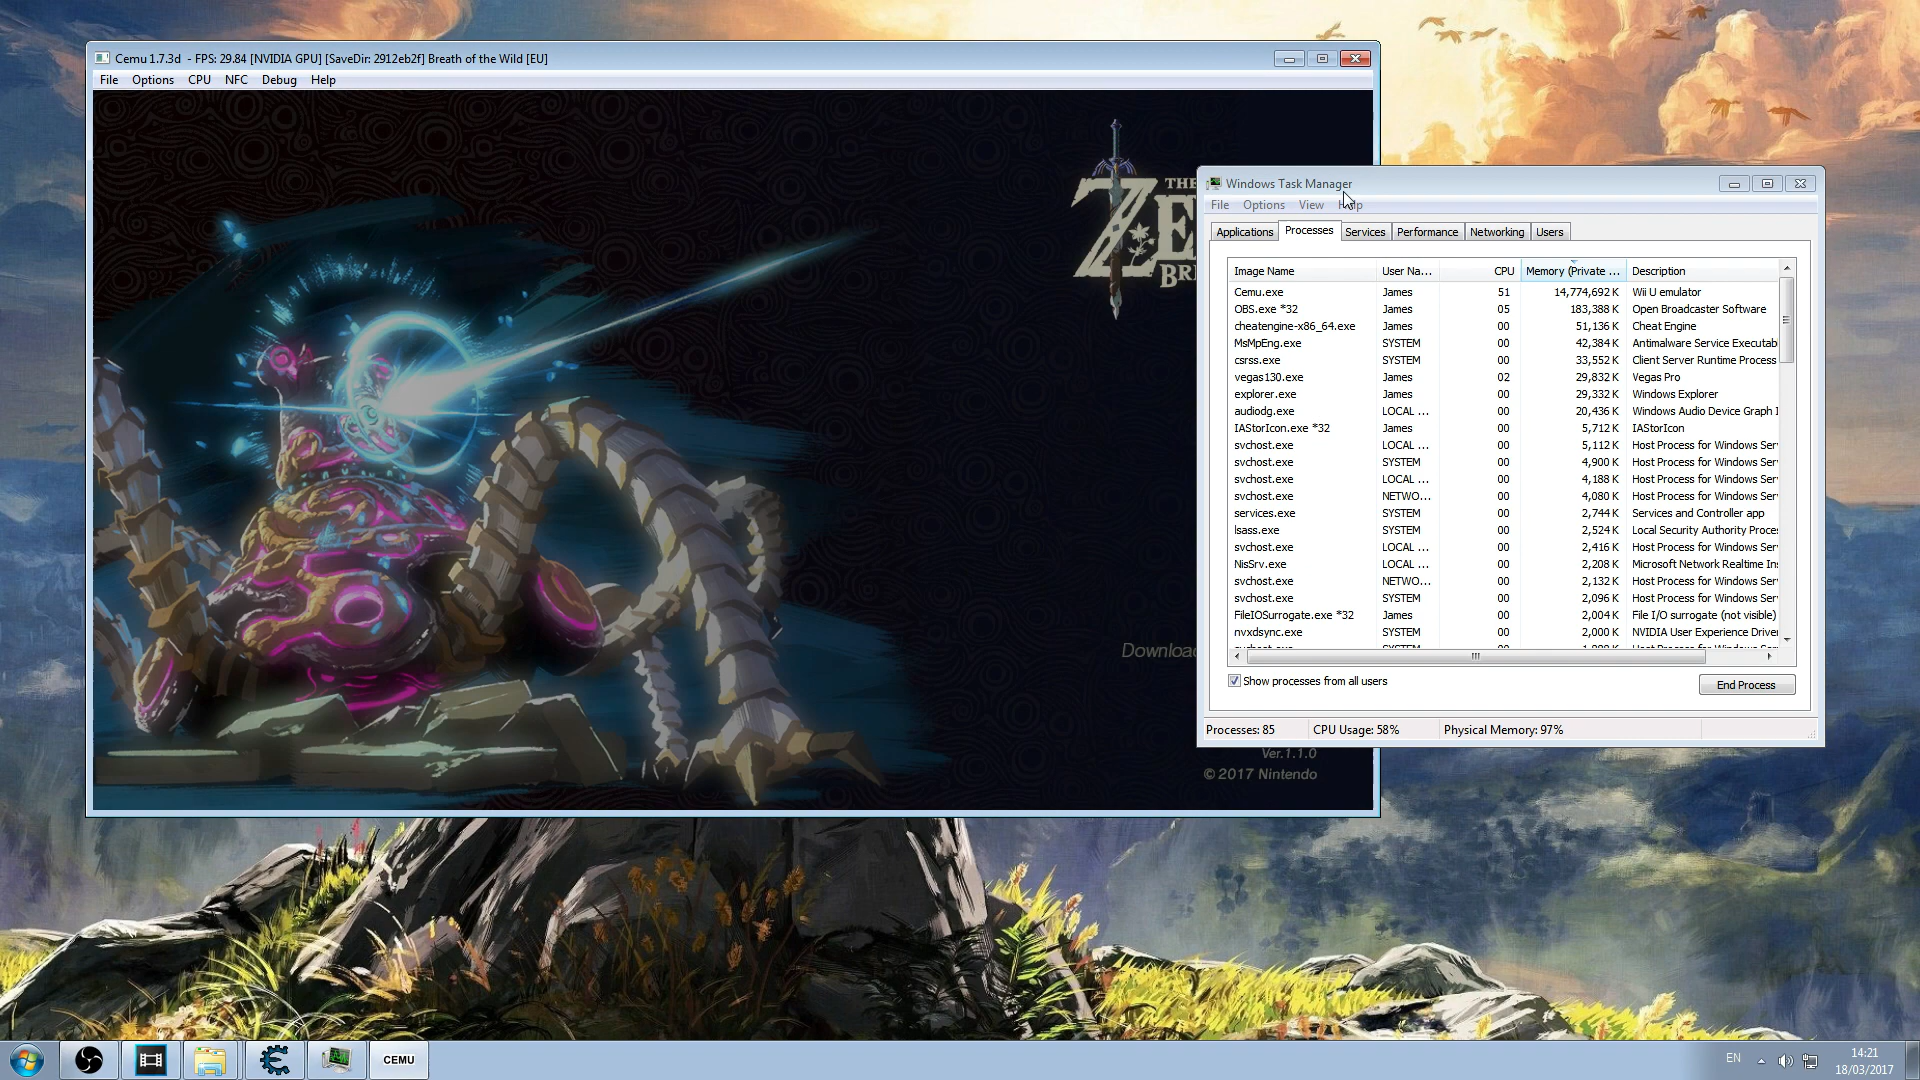 Cemu 1.7.3d - FPS: 29.84 [NVIDIA GPU] [SaveDir: 2912eb2f] Breath of the Wild [EU]
File Options CPU NFC Debug Help
THE
ZE
BR
Downloa
Ver.1.1.0
© 2017 Nintendo
Windows Task Manager
File Options View Help
Applications Processes Services Performance Networking Users
Image Name User Na... CPU Memory (Private ... Description
Cemu.exe James 51 14,774,692 K Wii U emulator
OBS.exe *32 James 05 183,388 K Open Broadcaster Software
cheatengine-x86_64.exe James 00 51,136 K Cheat Engine
MsMpEng.exe SYSTEM 00 42,384 K Antimalware Service Executab
csrss.exe SYSTEM 00 33,552 K Client Server Runtime Process
vegas130.exe James 02 29,832 K Vegas Pro
explorer.exe James 00 29,332 K Windows Explorer
audiodg.exe LOCAL ... 00 20,436 K Windows Audio Device Graph I
IAStorIcon.exe *32 James 00 5,712 K IAStorIcon
svchost.exe LOCAL ... 00 5,112 K Host Process for Windows Ser
svchost.exe SYSTEM 00 4,900 K Host Process for Windows Ser
svchost.exe LOCAL ... 00 4,188 K Host Process for Windows Ser
svchost.exe NETWO... 00 4,080 K Host Process for Windows Ser
services.exe SYSTEM 00 2,744 K Services and Controller app
lsass.exe SYSTEM 00 2,524 K Local Security Authority Proce
svchost.exe LOCAL ... 00 2,416 K Host Process for Windows Ser
NisSrv.exe LOCAL ... 00 2,208 K Microsoft Network Realtime In
svchost.exe NETWO... 00 2,132 K Host Process for Windows Ser
svchost.exe SYSTEM 00 2,096 K Host Process for Windows Ser
FileIOSurrogate.exe *32 James 00 2,004 K File I/O surrogate (not visible)
nvxdsync.exe SYSTEM 00 2,000 K NVIDIA User Experience Driver
Show processes from all users
End Process
Processes: 85 CPU Usage: 58% Physical Memory: 97%
CEMU
EN
14:21
18/03/2017